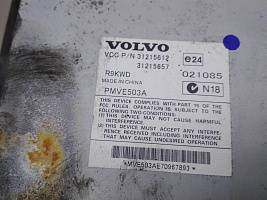 VOLVO
VCC P/N 31215612
31215657
e24
R9KWD
021085
MADE IN CHINA
PMVE503A
N18
THIS DEVICE COMPLIES WITH PART 15 OF THE
FCC RULES. OPERATION IS SUBJECT TO THE
FOLLOWING TWO CONDITIONS:
(1) THIS DEVICE MAY NOT CAUSE
HARMFUL INTERFERENCE, AND
(2) THIS DEVICE MUST ACCEPT ANY
INTERFERENCE RECEIVED, INCLUDING
INTERFERENCE THAT
MAY CAUSE UNDESIRED OPERATION.